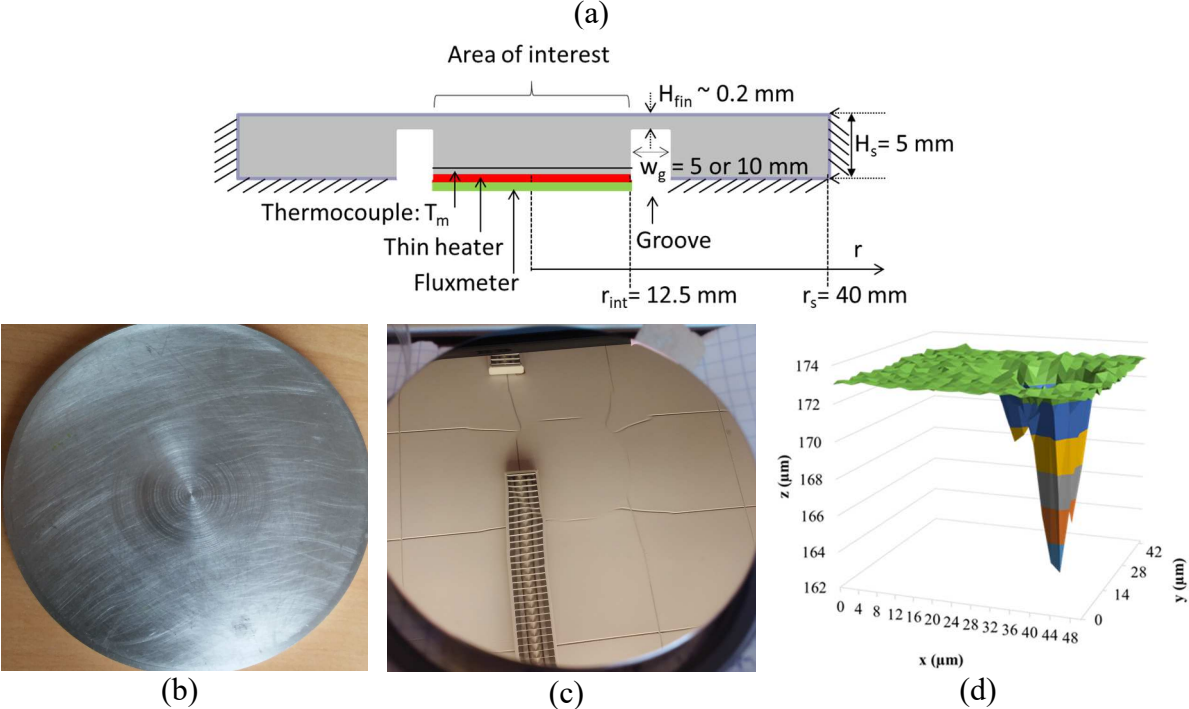 (a)
Area of interest
H_fin ~ 0.2 mm
H_s = 5 mm
w_g = 5 or 10 mm
Thermocouple: T_m
Thin heater
Groove
Fluxmeter
r
r_int = 12.5 mm
r_s = 40 mm
174
172
170
168
166
164
162
z (µm)
0 4 8 12 16 20 24 28 32 36 40 44 48
x (µm)
42
28
14
0
y (µm)
(b)
(c)
(d)